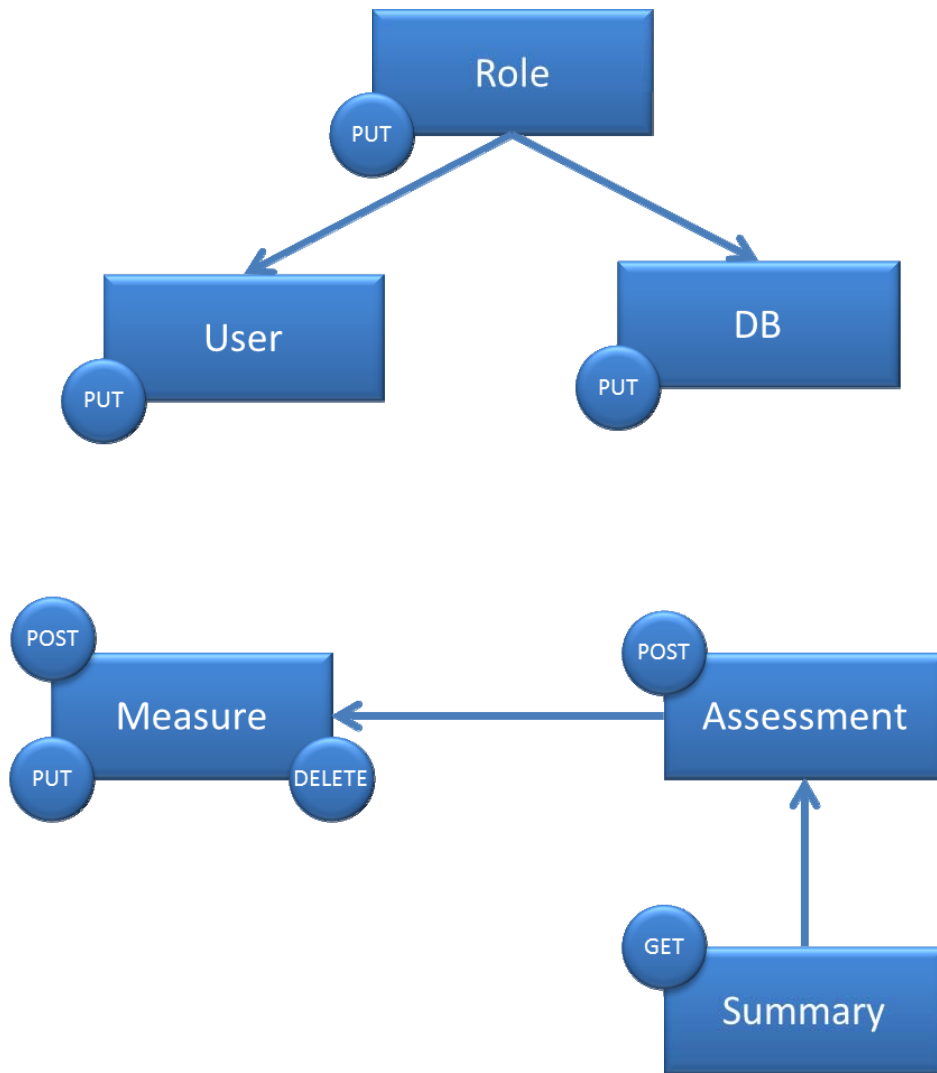 Role
PUT
User
PUT
DB
PUT
POST
Measure
PUT
DELETE
POST
Assessment
GET
Summary